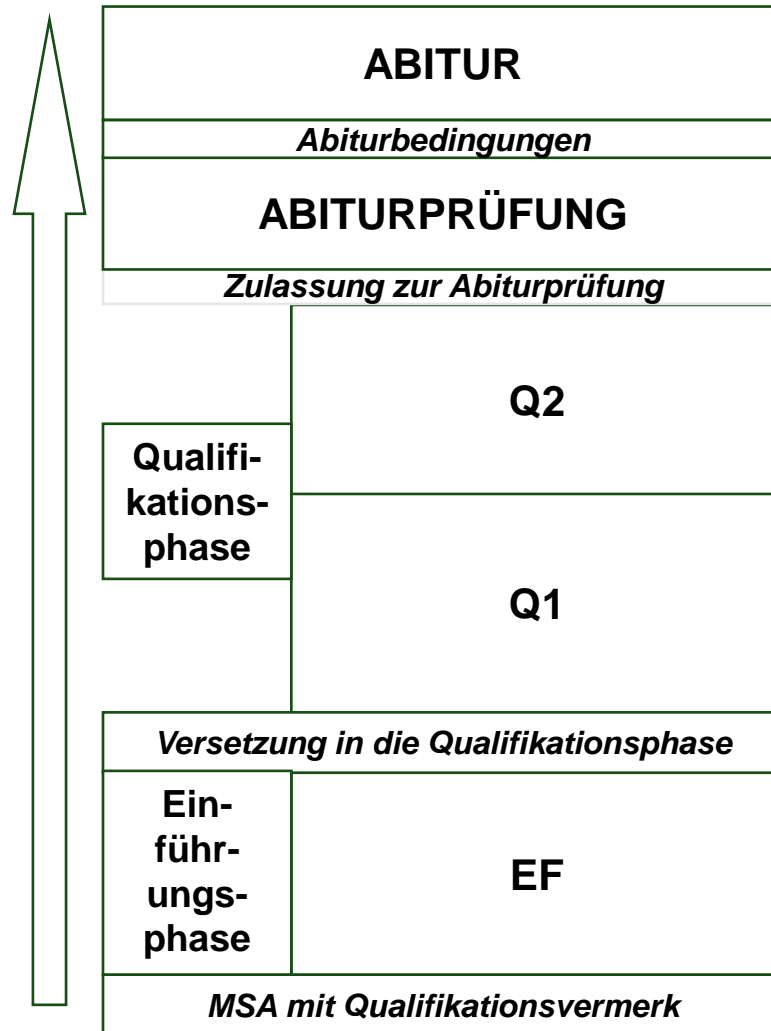 ABITUR
Abiturbedingungen
ABITURPRÜFUNG
Zulassung zur Abiturprüfung
Q2
Qualifi-
kations-
phase
Q1
Versetzung in die Qualifikationsphase
Ein-
führ-
ungs-
phase
EF
MSA mit Qualifikationsvermerk